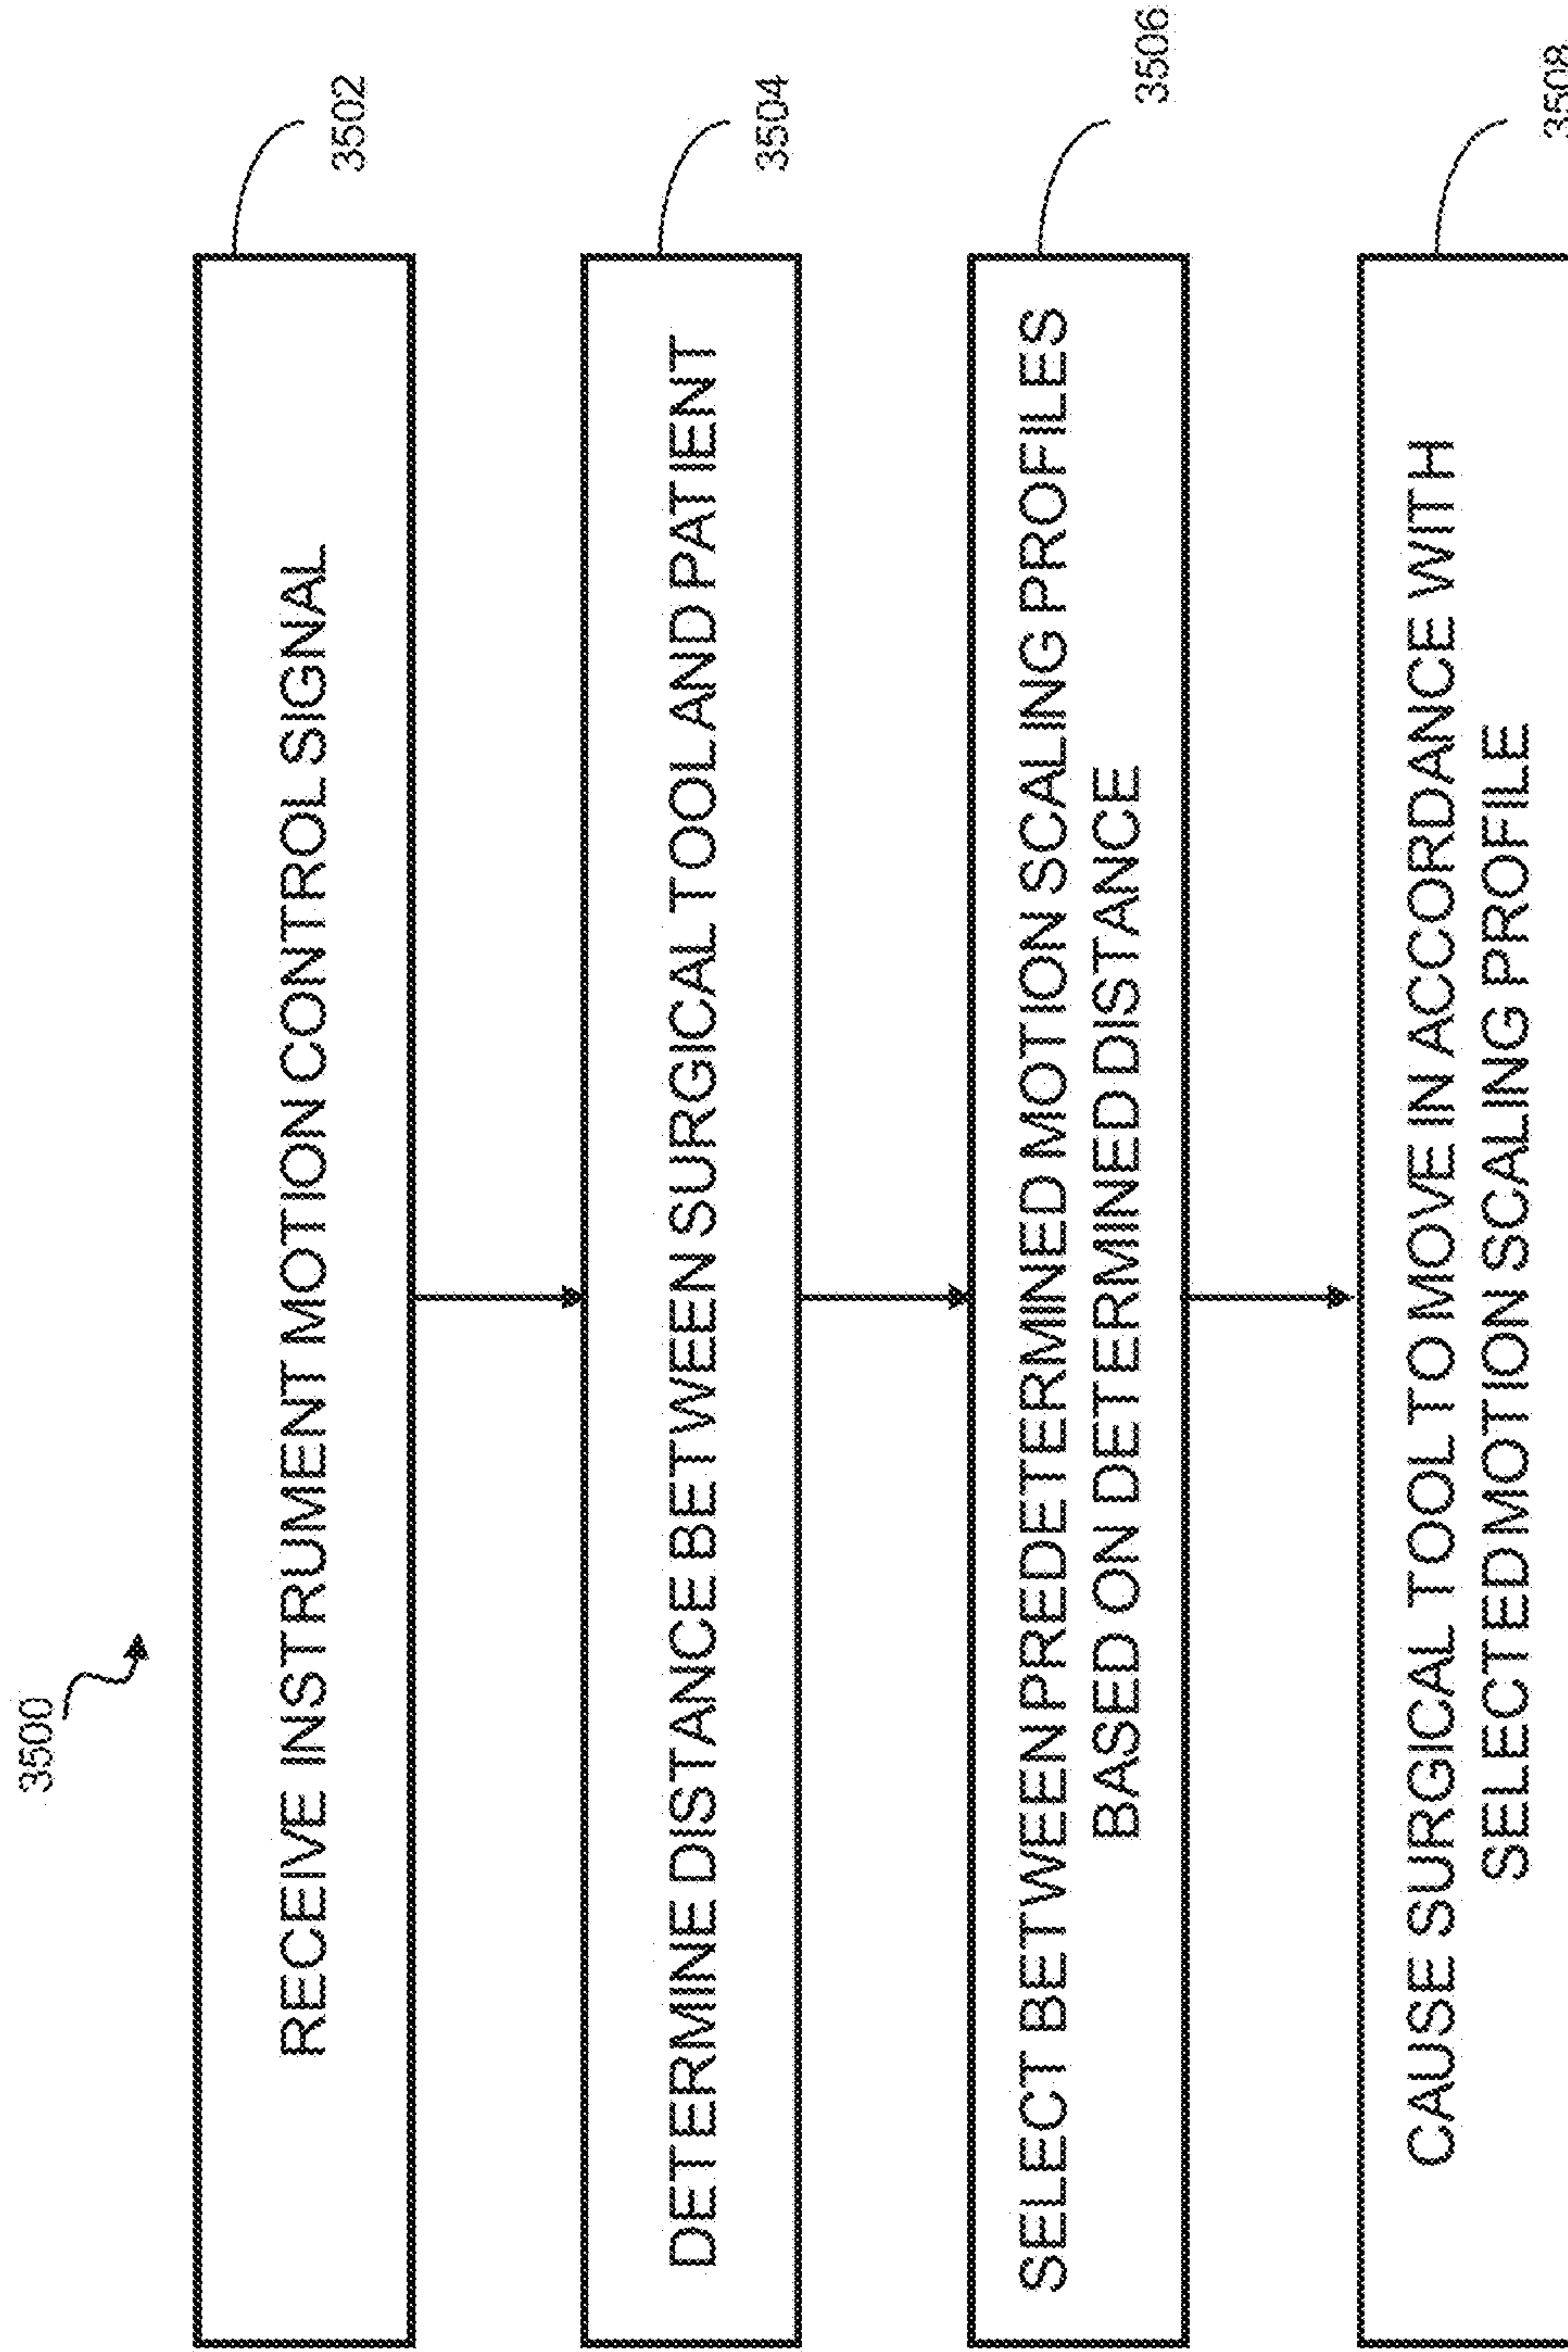 3500
RECEIVE INSTRUMENT MOTION CONTROL SIGNAL
3502
DETERMINE DISTANCE BETWEEN SURGICAL TOOL AND PATIENT
3504
SELECT BETWEEN PREDETERMINED MOTION SCALING PROFILES
BASED ON DETERMINED DISTANCE
3506
CAUSE SURGICAL TOOL TO MOVE IN ACCORDANCE WITH
SELECTED MOTION SCALING PROFILE
3508